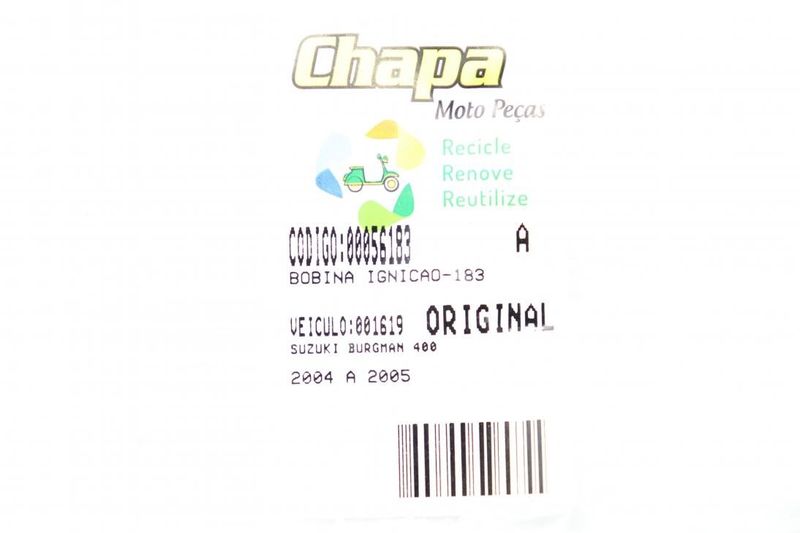 Chapa
Moto Peças
Recicle
Renove
Reutilize
CODIGO:00056183 A
BOBINA IGNICAO-183
VEICULO:001619 ORIGINAL
SUZUKI BURGMAN 400
2004 A 2005